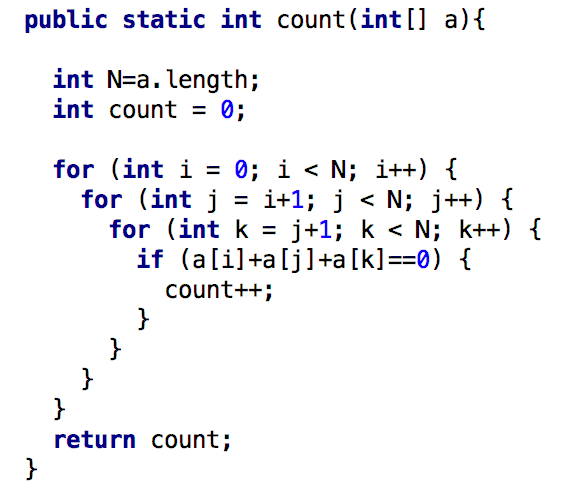 public static int count(int[] a){
int N=a.length;
int count = 0;
for (int i = 0; i < N; i++) {
for (int j = i+1; j < N; j++) {
for (int k = j+1; k < N; k++) {
if (a[i]+a[j]+a[k]==0) {
count++;
}
}
}
}
return count;
}